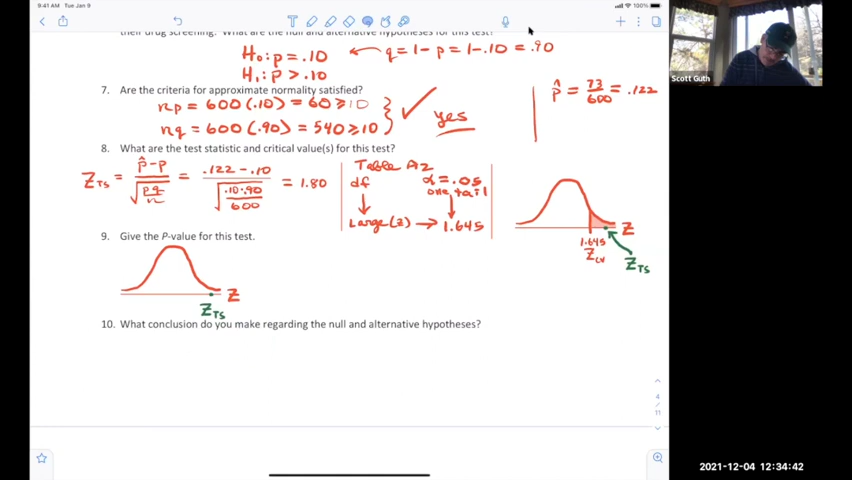 9:41 AM Tue Jan 9
100%
their drug screening. What are the null and alternative hypotheses for this test?
H₀: p = .10 ← q = 1 - p = 1 - .10 = .90
H₁: p > .10
7. Are the criteria for approximate normality satisfied?
np = 600(.10) = 60 ≥ 10
nq = 600(.90) = 540 ≥ 10
yes
p̂ = 73/600 = .122
8. What are the test statistic and critical value(s) for this test?
Z_TS = (p̂ - p)/√(pq/n) = (.122 - .10)/√(.10·.90/600) = 1.80
Table A2
df α = .05
one tail
Large (Z) → 1.645
Z
1.645
Z_CV
Z_TS
9. Give the P-value for this test.
Z
Z_TS
10. What conclusion do you make regarding the null and alternative hypotheses?
4
/
11
Scott Guth
2021-12-04 12:34:42